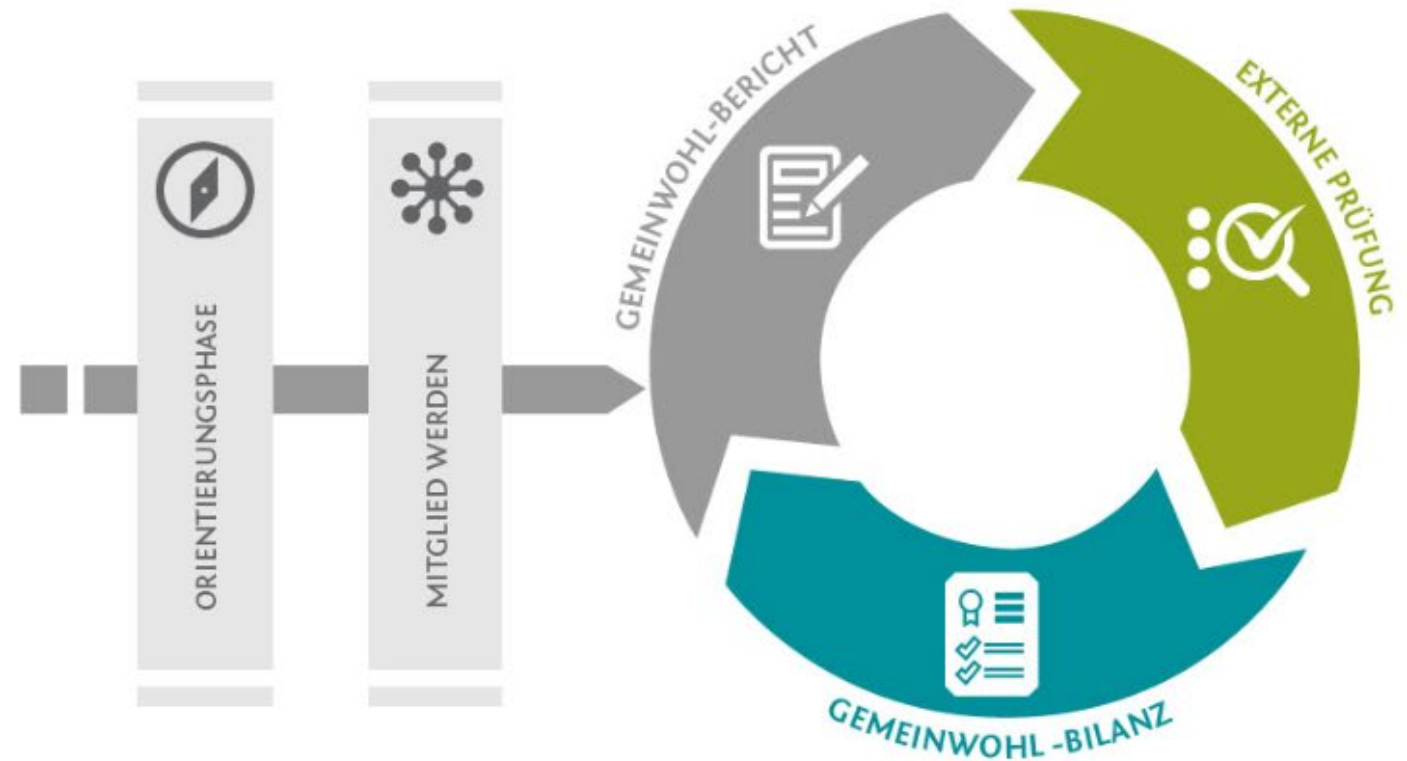 ORIENTIERUNGSPHASE
MITGLIED WERDEN
GEMEINWOHL-BERICHT
EXTERNE PRÜFUNG
GEMEINWOHL -BILANZ